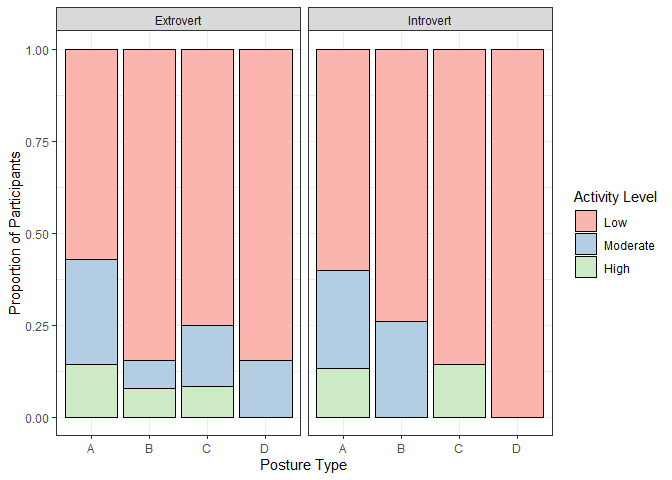 Extrovert
Introvert
1.00
0.75
0.50
0.25
0.00
Proportion of Participants
A B C D
A B C D
Posture Type
Activity Level
Low
Moderate
High